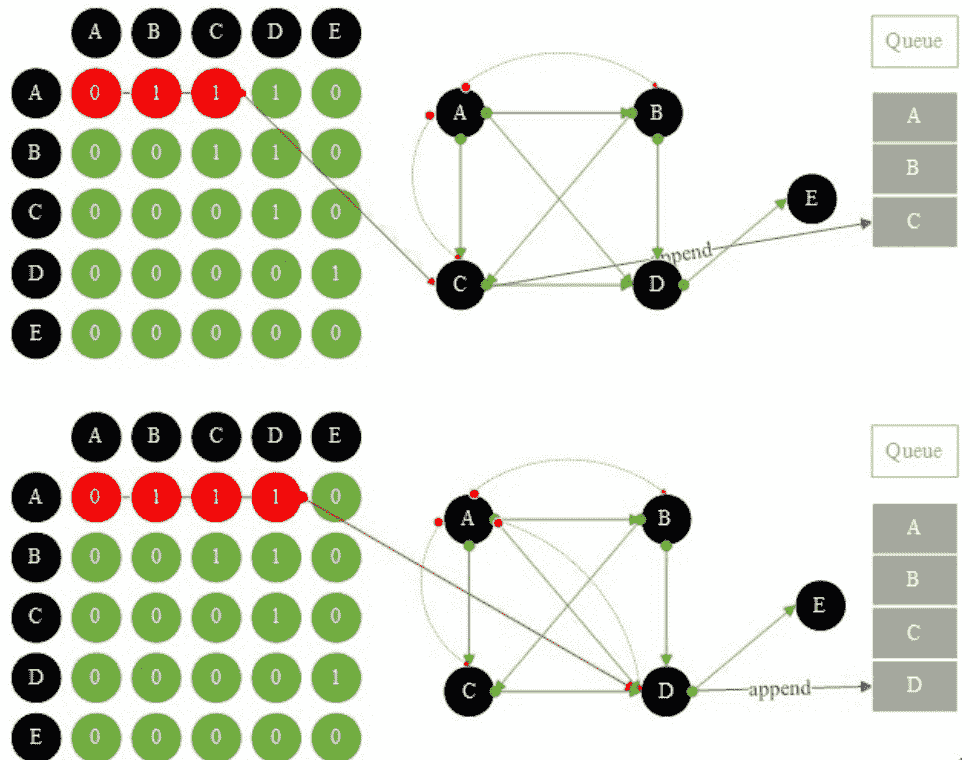 A B C D E
Queue
A 0 1 1 1 0
A B
A
B 0 0 1 1 0
B
C 0 0 0 1 0
E
C
append
D 0 0 0 0 1
C D
E 0 0 0 0 0
A B C D E
Queue
A 0 1 1 1 0
A B
A
B 0 0 1 1 0
B
C 0 0 0 1 0
E
C
D 0 0 0 0 1
C D
append
D
E 0 0 0 0 0